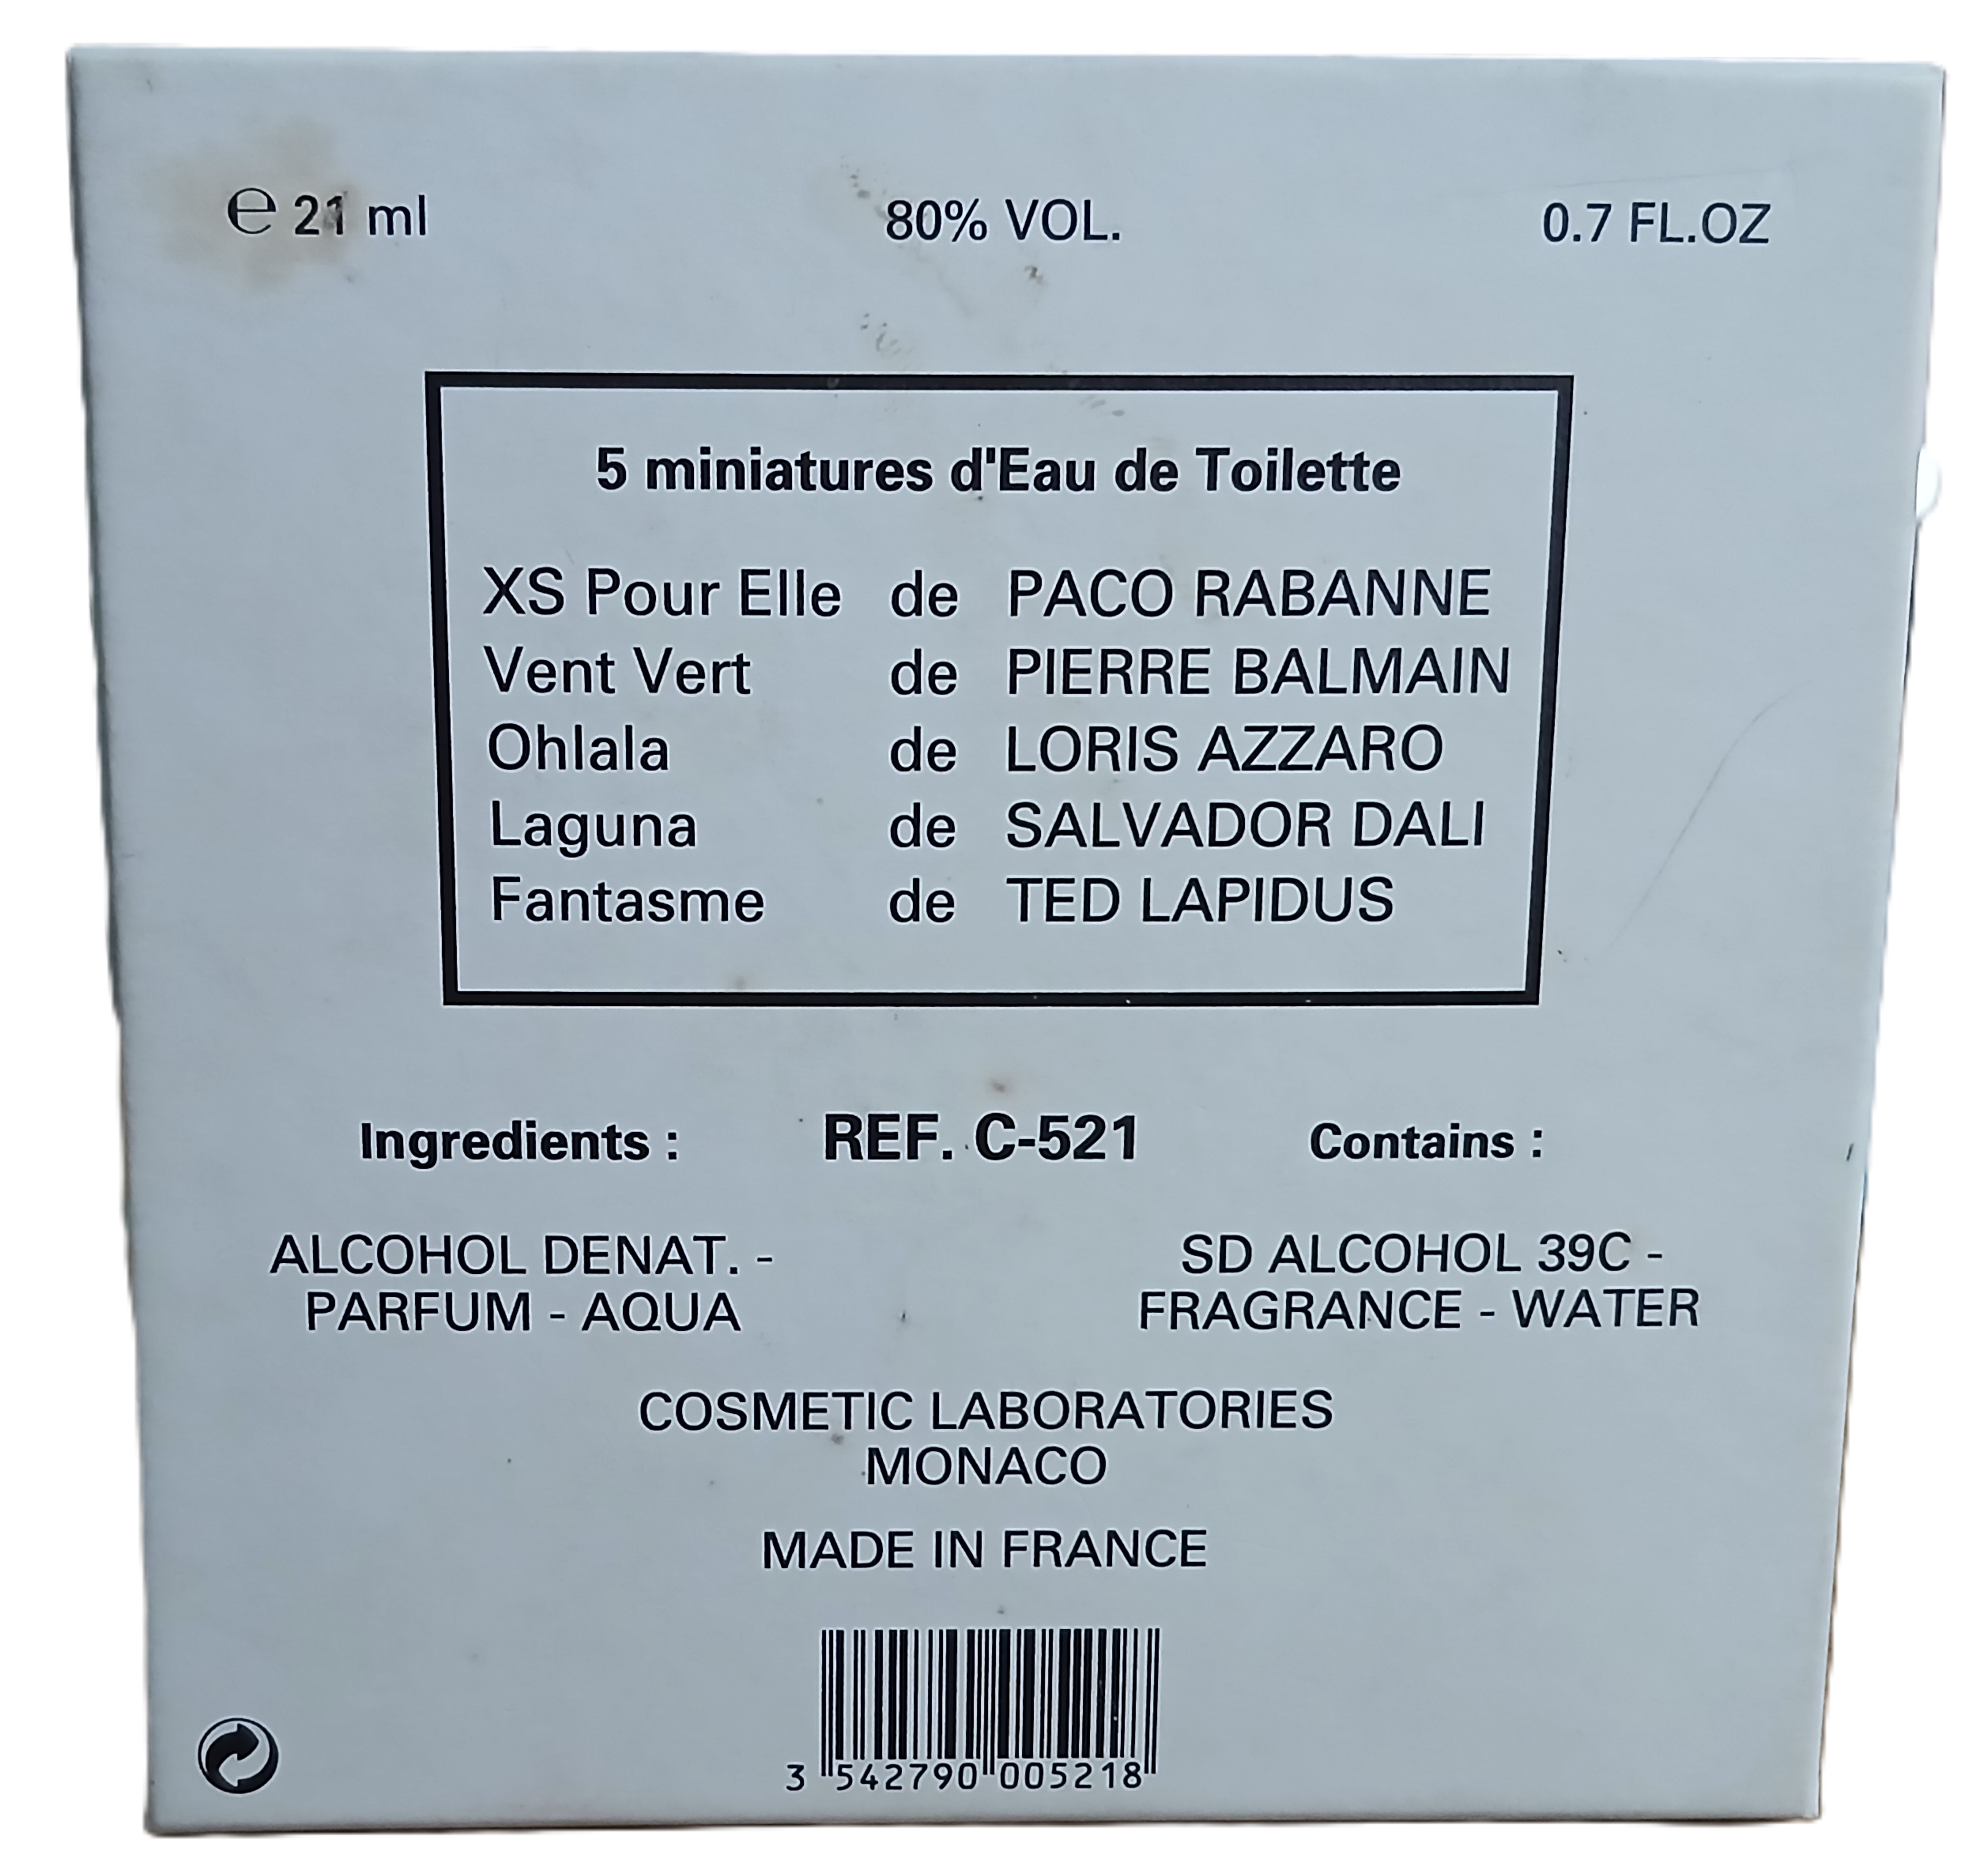 ℮ 21 ml 80% VOL. 0.7 FL.OZ
5 miniatures d'Eau de Toilette
XS Pour Elle de PACO RABANNE
Vent Vert de PIERRE BALMAIN
Ohlala de LORIS AZZARO
Laguna de SALVADOR DALI
Fantasme de TED LAPIDUS
Ingredients : REF. C-521 Contains :
ALCOHOL DENAT. - SD ALCOHOL 39C -
PARFUM - AQUA FRAGRANCE - WATER
COSMETIC LABORATORIES
MONACO
MADE IN FRANCE
3 542790 005218